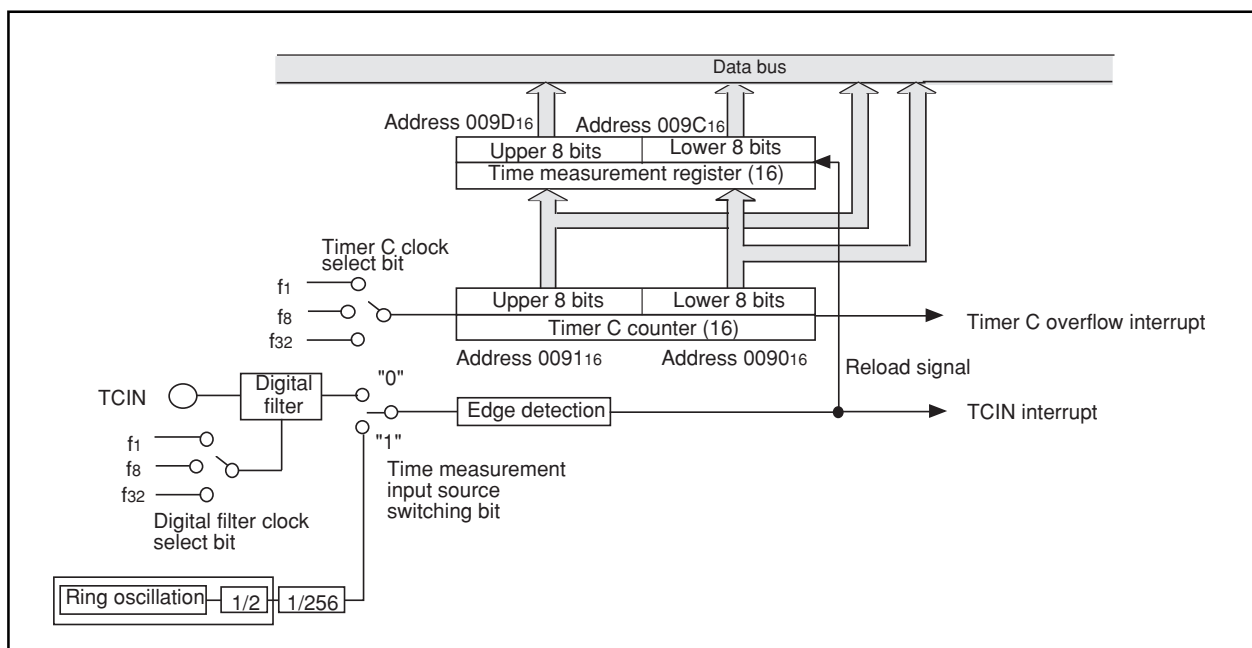 Data bus
Address 009D16
Address 009C16
Upper 8 bits
Lower 8 bits
Time measurement register (16)
Timer C clock
select bit
f1
f8
f32
Upper 8 bits
Lower 8 bits
Timer C counter (16)
Timer C overflow interrupt
Address 009116
Address 009016
Reload signal
TCIN
Digital
filter
"0"
Edge detection
TCIN interrupt
"1"
f1
f8
f32
Time measurement
input source
switching bit
Digital filter clock
select bit
Ring oscillation
1/2
1/256